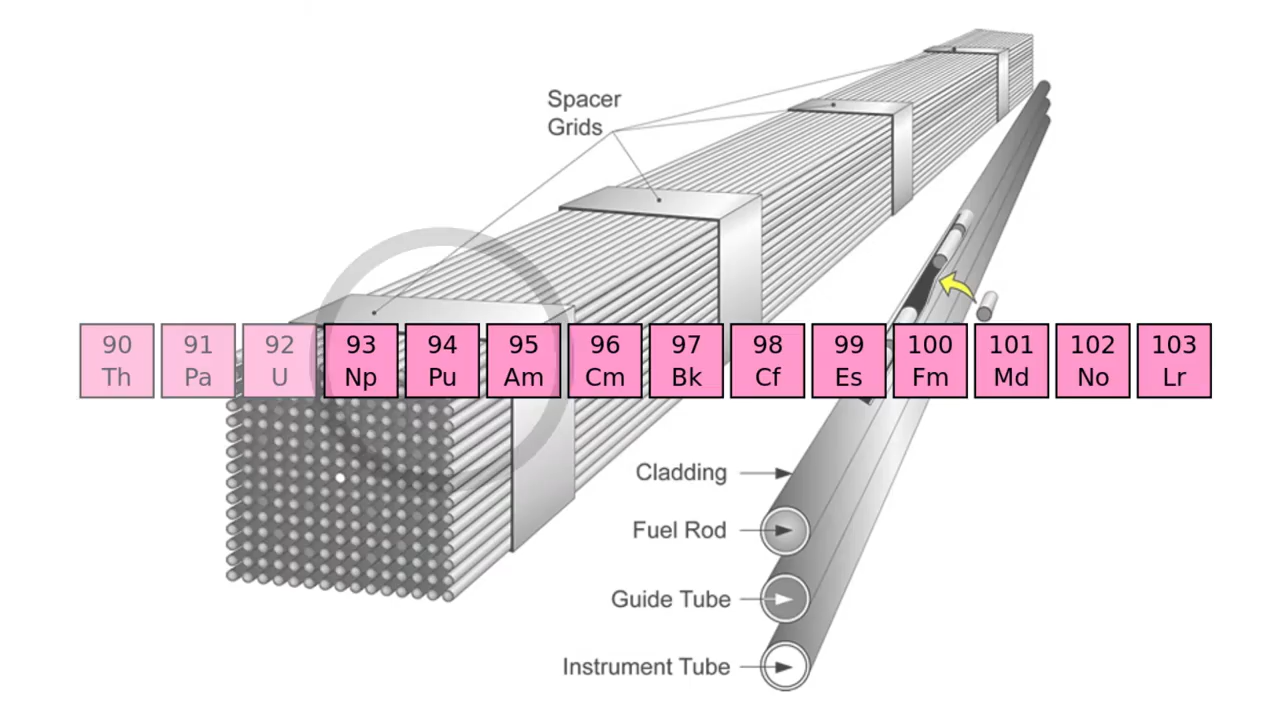 Spacer
Grids
90 91 92 93 94 95 96 97 98 99 100 101 102 103
Th Pa U Np Pu Am Cm Bk Cf Es Fm Md No Lr
Cladding
Fuel Rod
Guide Tube
Instrument Tube